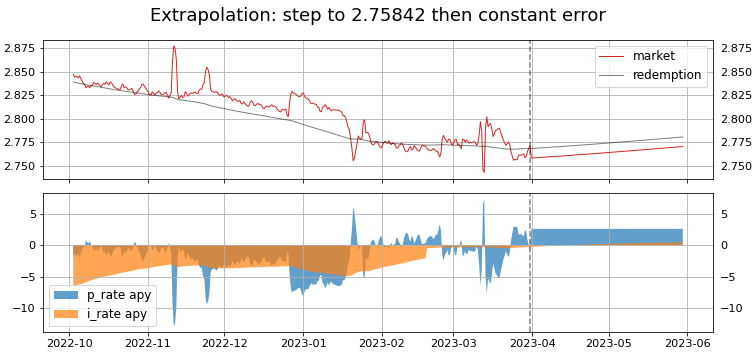 Extrapolation: step to 2.75842 then constant error
2.875 2.875
2.850 2.850
2.825 2.825
2.800 2.800
2.775 2.775
2.750 2.750
market
redemption
5 5
0 0
−5 −5
−10 −10
p_rate apy
i_rate apy
2022-10 2022-11 2022-12 2023-01 2023-02 2023-03 2023-04 2023-05 2023-06